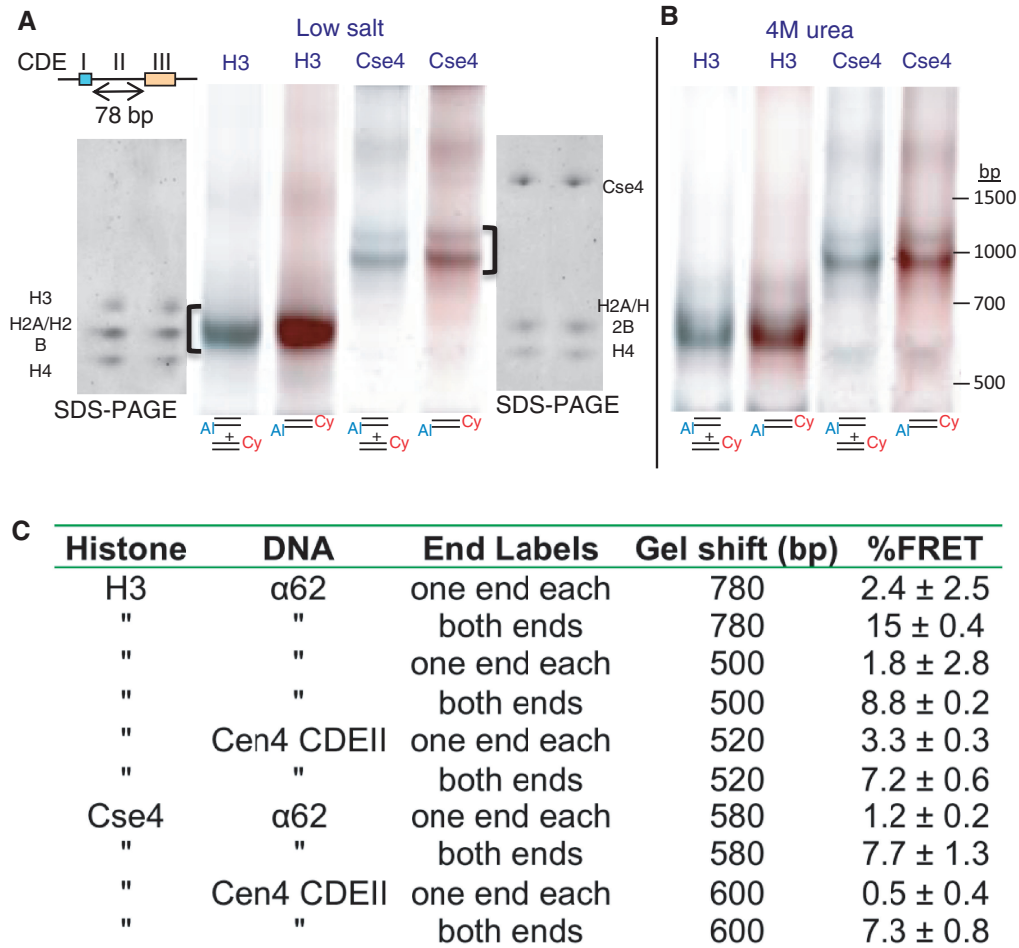 A
Low salt
CDE I II III
78 bp
H3 H3 Cse4 Cse4
H3
H2A/H2
B
H4
SDS-PAGE
Cse4
H2A/H
2B
H4
SDS-PAGE
Al + Cy
Al Cy
Al + Cy
Al Cy
B
4M urea
H3 H3 Cse4 Cse4
bp
1500
1000
700
500
Al + Cy
Al Cy
Al + Cy
Al Cy
C
Histone DNA End Labels Gel shift (bp) %FRET
H3 α62 one end each 780 2.4 ± 2.5
" " both ends 780 15 ± 0.4
" " one end each 500 1.8 ± 2.8
" " both ends 500 8.8 ± 0.2
" Cen4 CDEII one end each 520 3.3 ± 0.3
" " both ends 520 7.2 ± 0.6
Cse4 α62 one end each 580 1.2 ± 0.2
" " both ends 580 7.7 ± 1.3
" Cen4 CDEII one end each 600 0.5 ± 0.4
" " both ends 600 7.3 ± 0.8